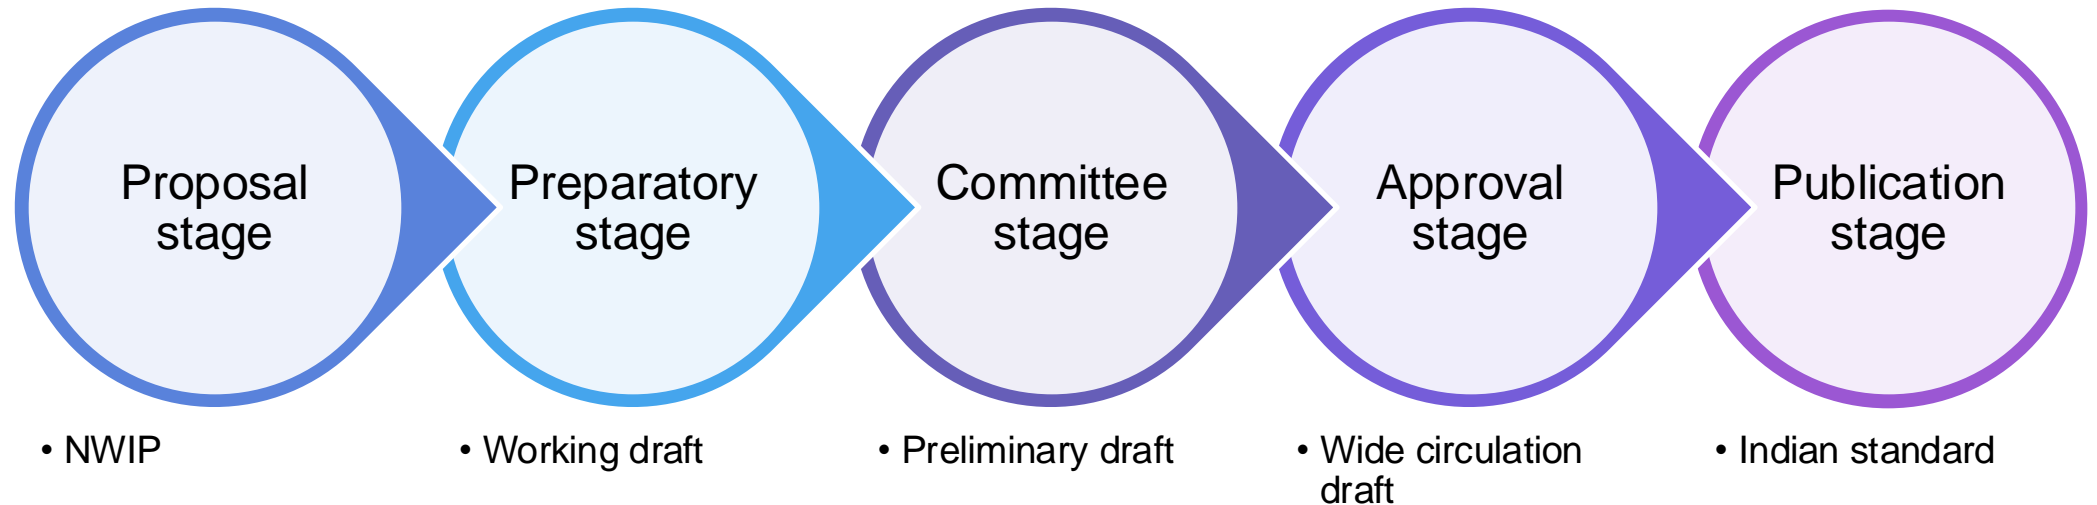 Proposal
stage
Preparatory
stage
Committee
stage
Approval
stage
Publication
stage
• NWIP
• Working draft
• Preliminary draft
• Wide circulation
draft
• Indian standard